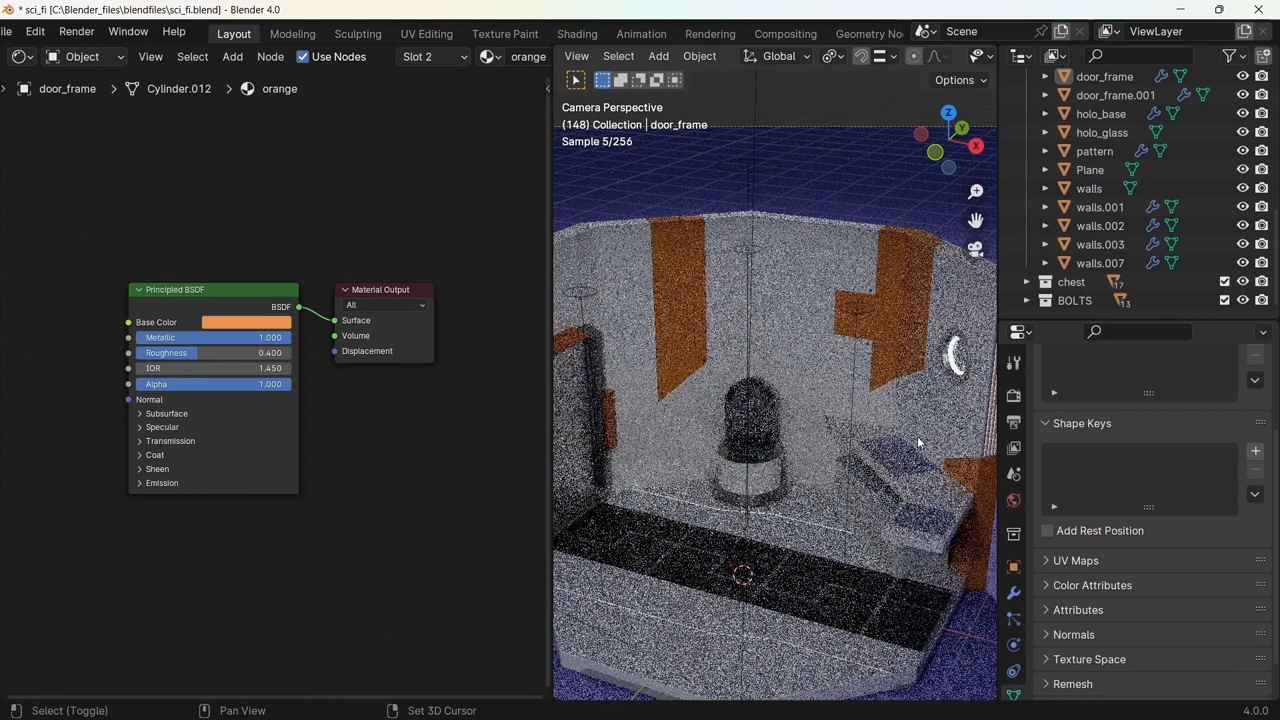 * sci_fi [C:\Blender_files\blendfiles\sci_fi.blend] - Blender 4.0
ile Edit Render Window Help Layout Modeling Sculpting UV Editing Texture Paint Shading Animation Rendering Compositing Geometry No Scene ViewLayer
Object View Select Add Node Use Nodes Slot 2 orange
View Select Add Object Global
Options
door_frame Cylinder.012 orange
Camera Perspective
(148) Collection | door_frame
Sample 5/256
Z
Y
X
Principled BSDF
BSDF
Base Color
Metallic 1.000
Roughness 0.400
IOR 1.450
Alpha 1.000
Normal
Subsurface
Specular
Transmission
Coat
Sheen
Emission
Material Output
All
Surface
Volume
Displacement
door_frame
door_frame.001
holo_base
holo_glass
pattern
Plane
walls
walls.001
walls.002
walls.003
walls.007
chest 17
BOLTS 13
Shape Keys
Add Rest Position
UV Maps
Color Attributes
Attributes
Normals
Texture Space
Remesh
Select (Toggle) Pan View Set 3D Cursor 4.0.0